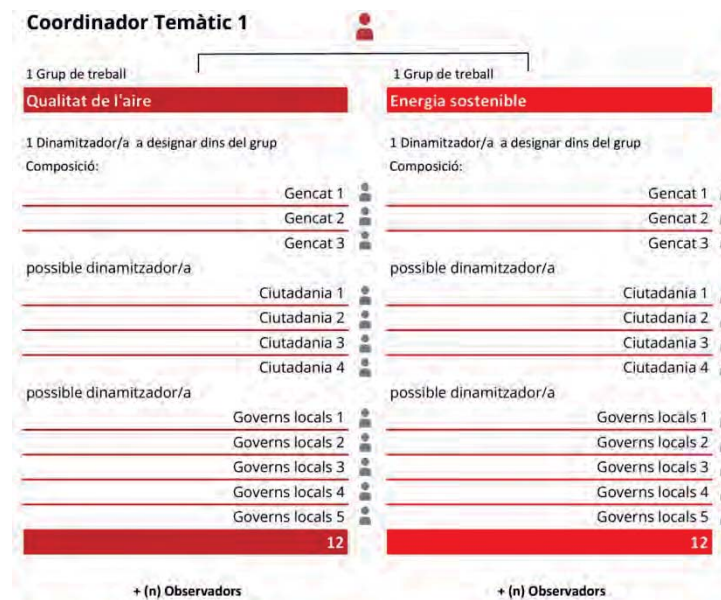 Coordinador Temàtic 1
1 Grup de treball
Qualitat de l'aire
1 Dinamitzador/a a designar dins del grup
Composició:
Gencat 1
Gencat 2
Gencat 3
possible dinamitzador/a
Ciutadania 1
Ciutadania 2
Ciutadania 3
Ciutadania 4
possible dinamitzador/a
Governs locals 1
Governs locals 2
Governs locals 3
Governs locals 4
Governs locals 5
12
+ (n) Observadors
1 Grup de treball
Energia sostenible
1 Dinamitzador/a a designar dins del grup
Composició:
Gencat 1
Gencat 2
Gencat 3
possible dinamitzador/a
Ciutadania 1
Ciutadania 2
Ciutadania 3
Ciutadania 4
possible dinamitzador/a
Governs locals 1
Governs locals 2
Governs locals 3
Governs locals 4
Governs locals 5
12
+ (n) Observadors